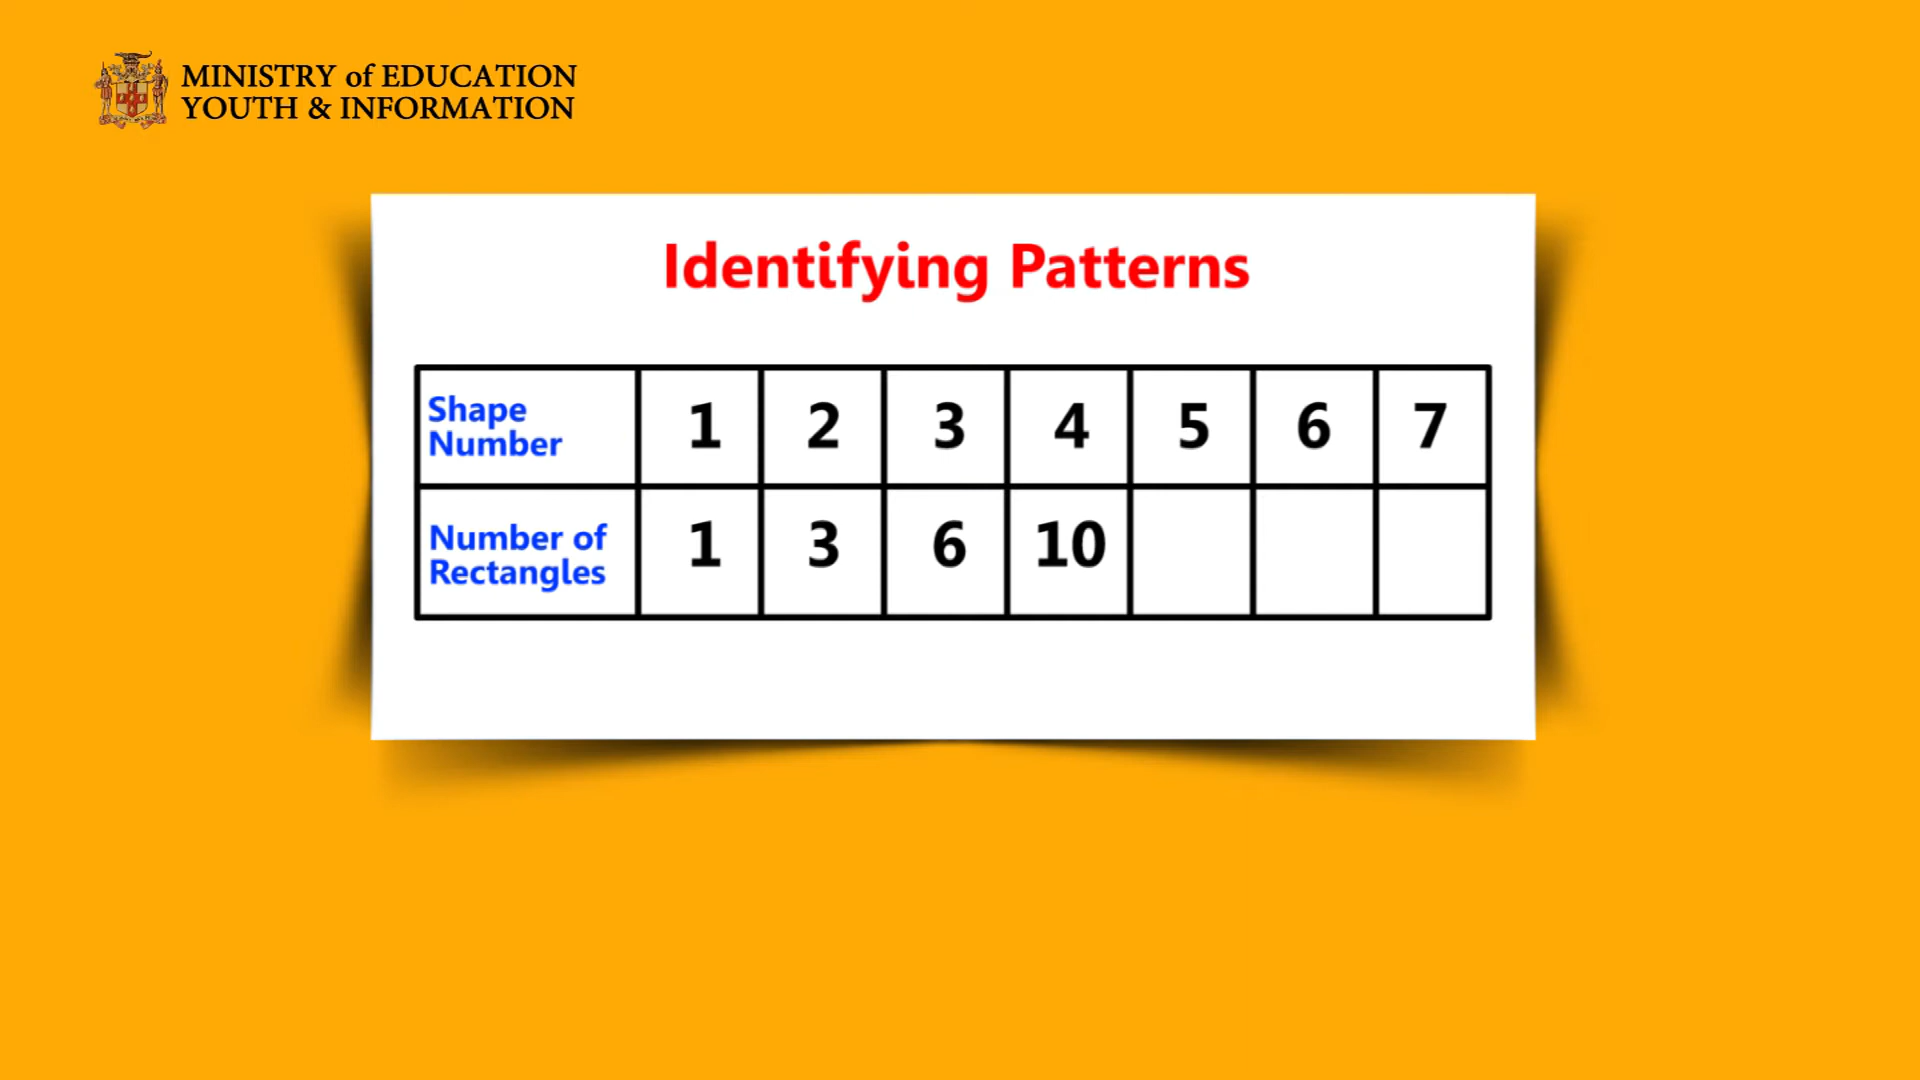 MINISTRY of EDUCATION
YOUTH & INFORMATION
Identifying Patterns
Shape
Number
1 2 3 4 5 6 7
Number of
Rectangles
1 3 6 10